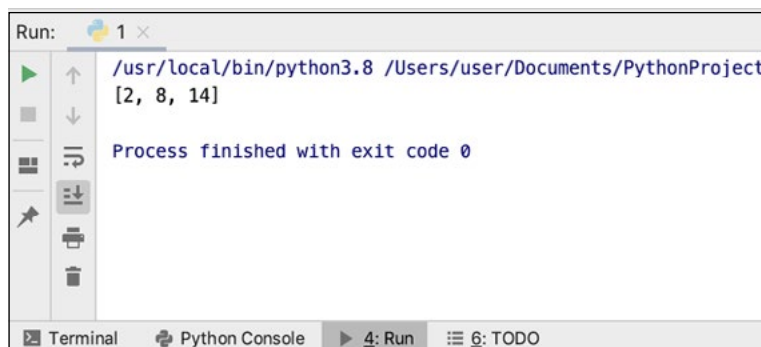 Run: 1
/usr/local/bin/python3.8 /Users/user/Documents/PythonProject
[2, 8, 14]
Process finished with exit code 0
Terminal Python Console 4: Run 6: TODO